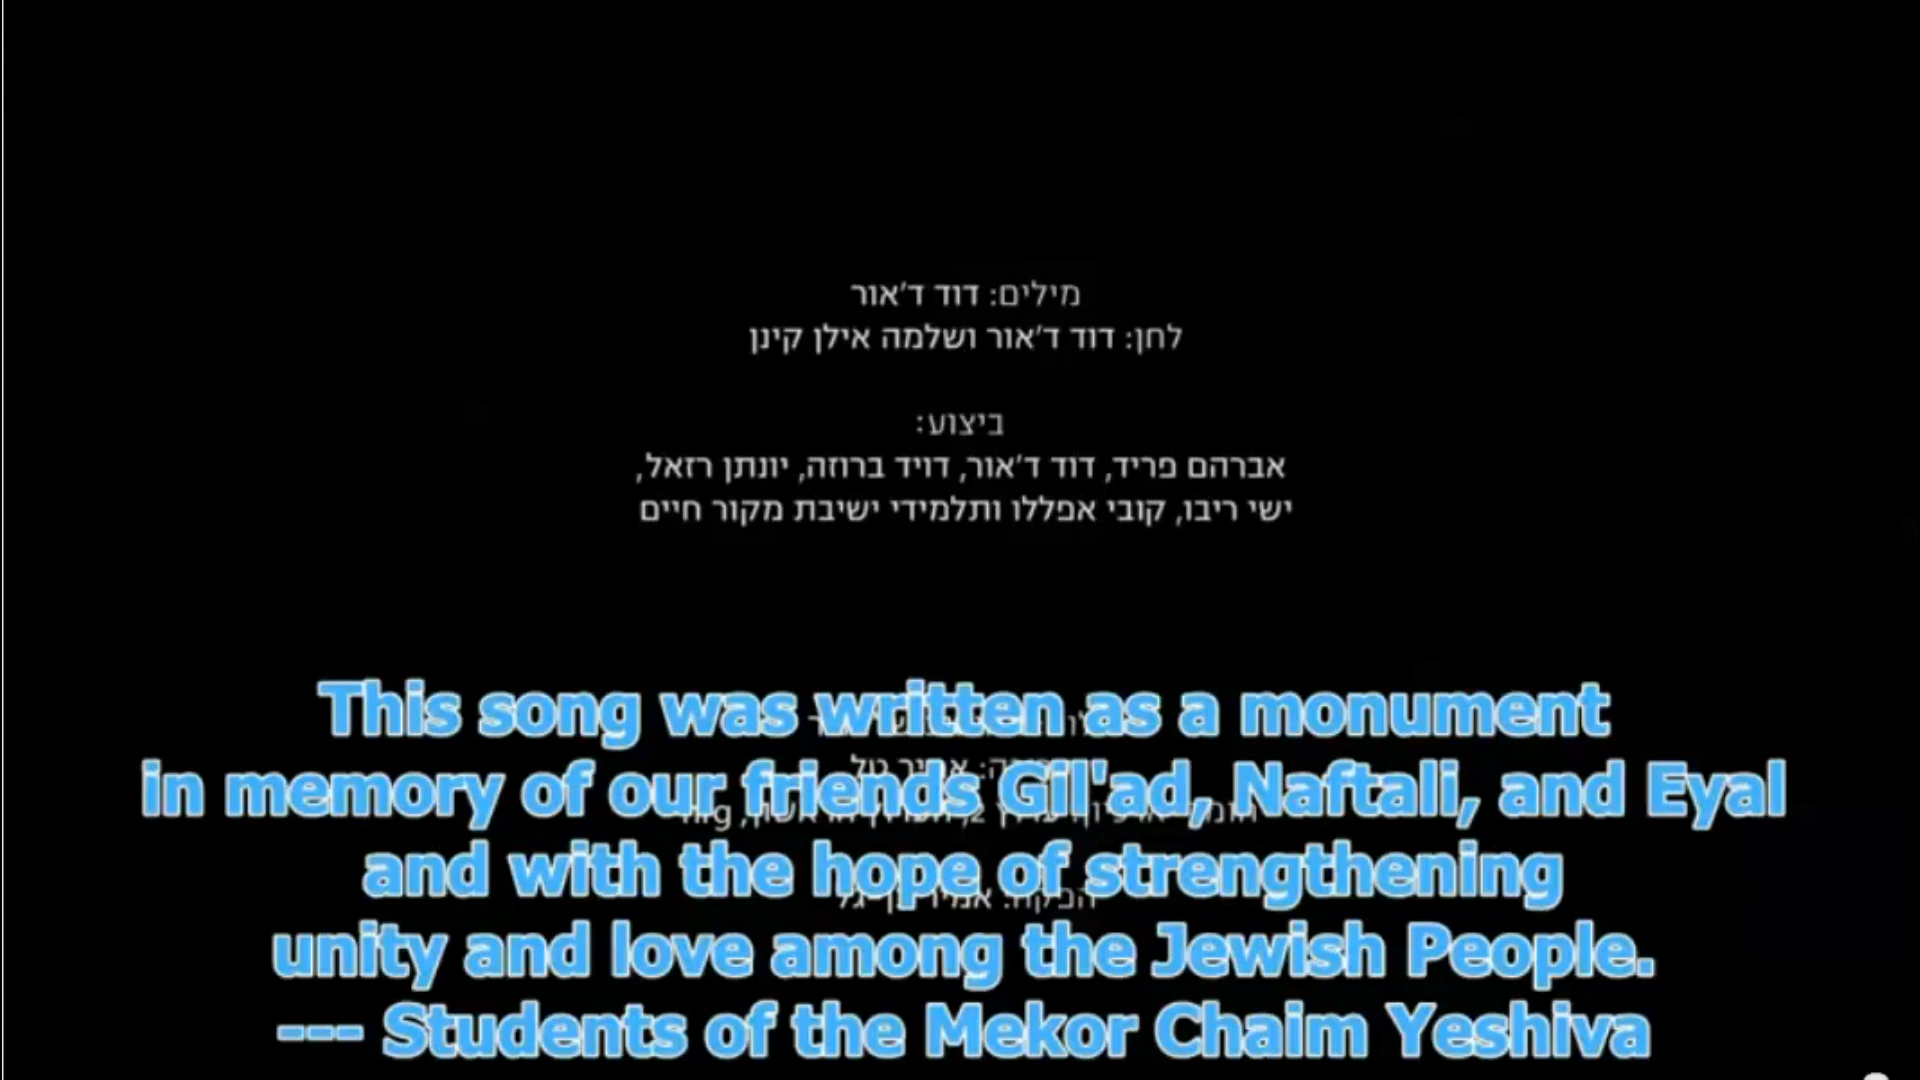 מילים: דוד ד'אור
לחן: דוד ד'אור ושלמה אילן קינן
ביצוע:
אברהם פריד, דוד ד'אור, דויד ברוזה, יונתן רזאל,
ישי ריבו, קובי אפללו ותלמידי ישיבת מקור חיים
This song was written as a monument
in memory of our friends Gil'ad, Naftali, and Eyal
and with the hope of strengthening
unity and love among the Jewish People.
--- Students of the Mekor Chaim Yeshiva